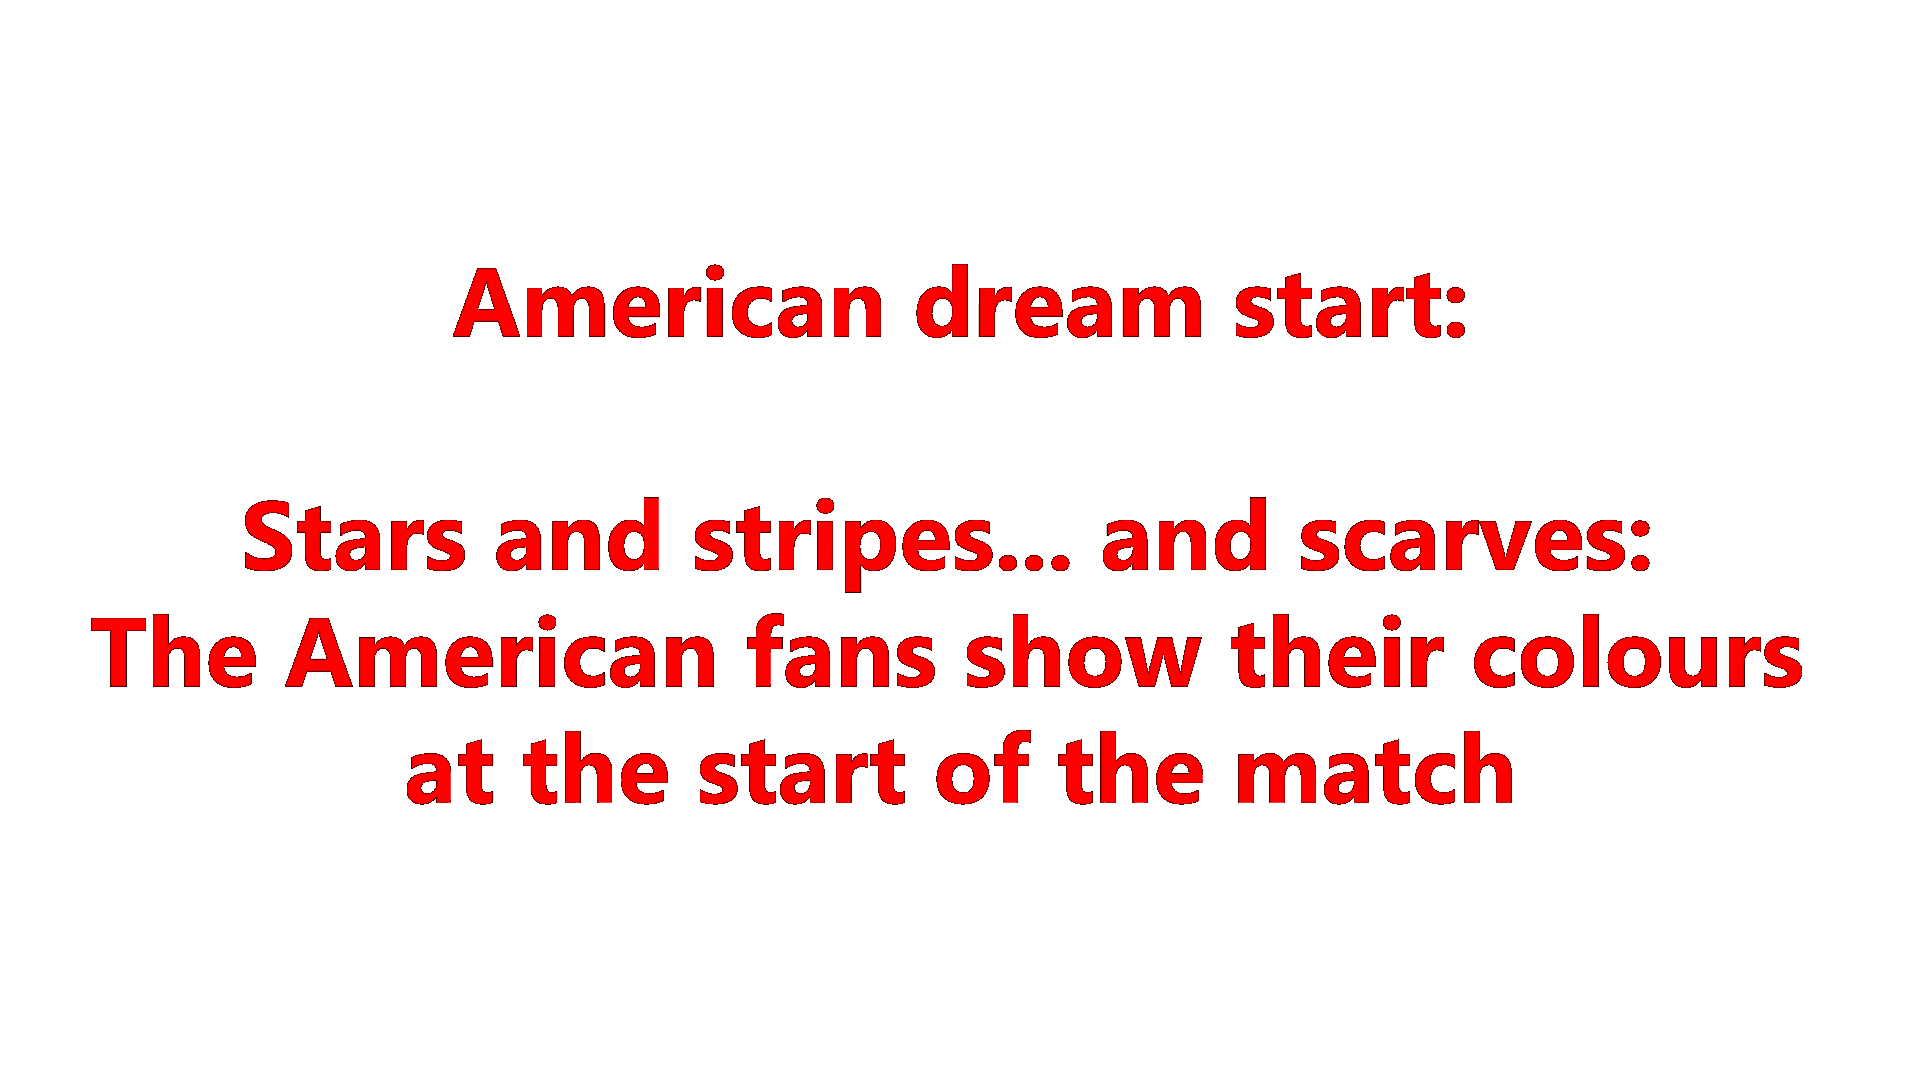 American dream start:
Stars and stripes... and scarves:
The American fans show their colours
at the start of the match